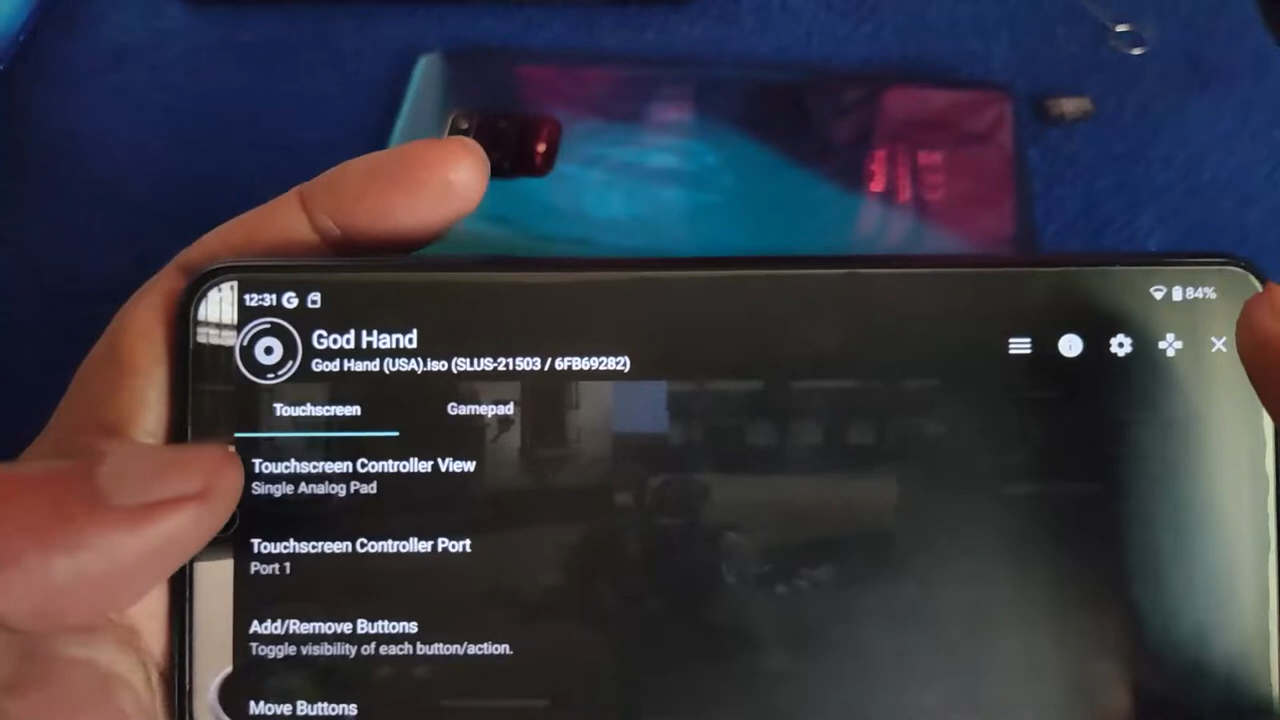 12:31
84%
God Hand
God Hand (USA).iso (SLUS-21503 / 6FB69282)
Touchscreen
Gamepad
Touchscreen Controller View
Single Analog Pad
Touchscreen Controller Port
Port 1
Add/Remove Buttons
Toggle visibility of each button/action.
Move Buttons